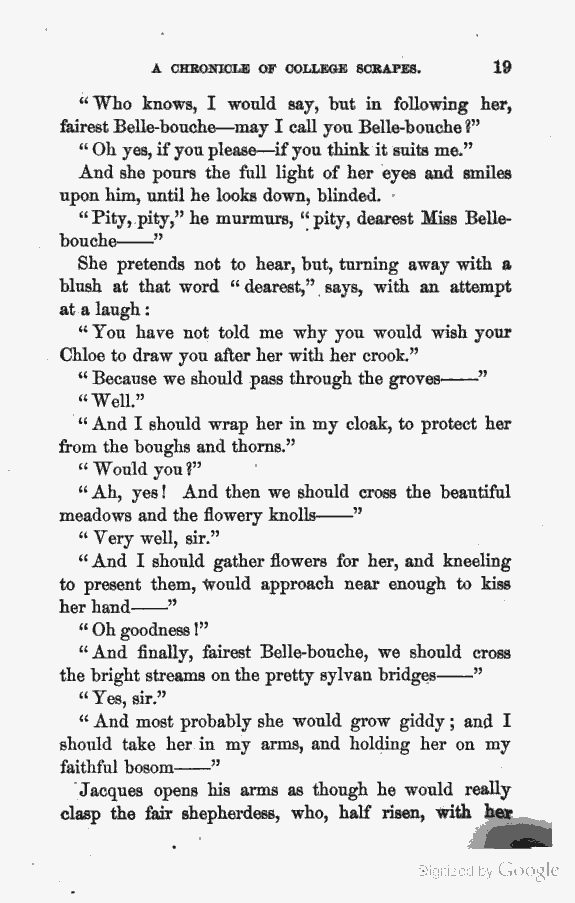 A CHRONICLE OF COLLEGE SCRAPES. 19
“Who knows, I would say, but in following her,
fairest Belle-bouche—may I call you Belle-bouche?”
“Oh yes, if you please—if you think it suits me.”
And she pours the full light of her eyes and smiles
upon him, until he looks down, blinded.
“Pity, pity,” he murmurs, “pity, dearest Miss Belle-
bouche——”
She pretends not to hear, but, turning away with a
blush at that word “dearest,” says, with an attempt
at a laugh:
“You have not told me why you would wish your
Chloe to draw you after her with her crook.”
“Because we should pass through the groves——”
“Well.”
“And I should wrap her in my cloak, to protect her
from the boughs and thorns.”
“Would you?”
“Ah, yes! And then we should cross the beautiful
meadows and the flowery knolls——”
“Very well, sir.”
“And I should gather flowers for her, and kneeling
to present them, would approach near enough to kiss
her hand——”
“Oh goodness!”
“And finally, fairest Belle-bouche, we should cross
the bright streams on the pretty sylvan bridges——”
“Yes, sir.”
“And most probably she would grow giddy; and I
should take her in my arms, and holding her on my
faithful bosom——”
Jacques opens his arms as though he would really
clasp the fair shepherdess, who, half risen, with her
Digitized by Google